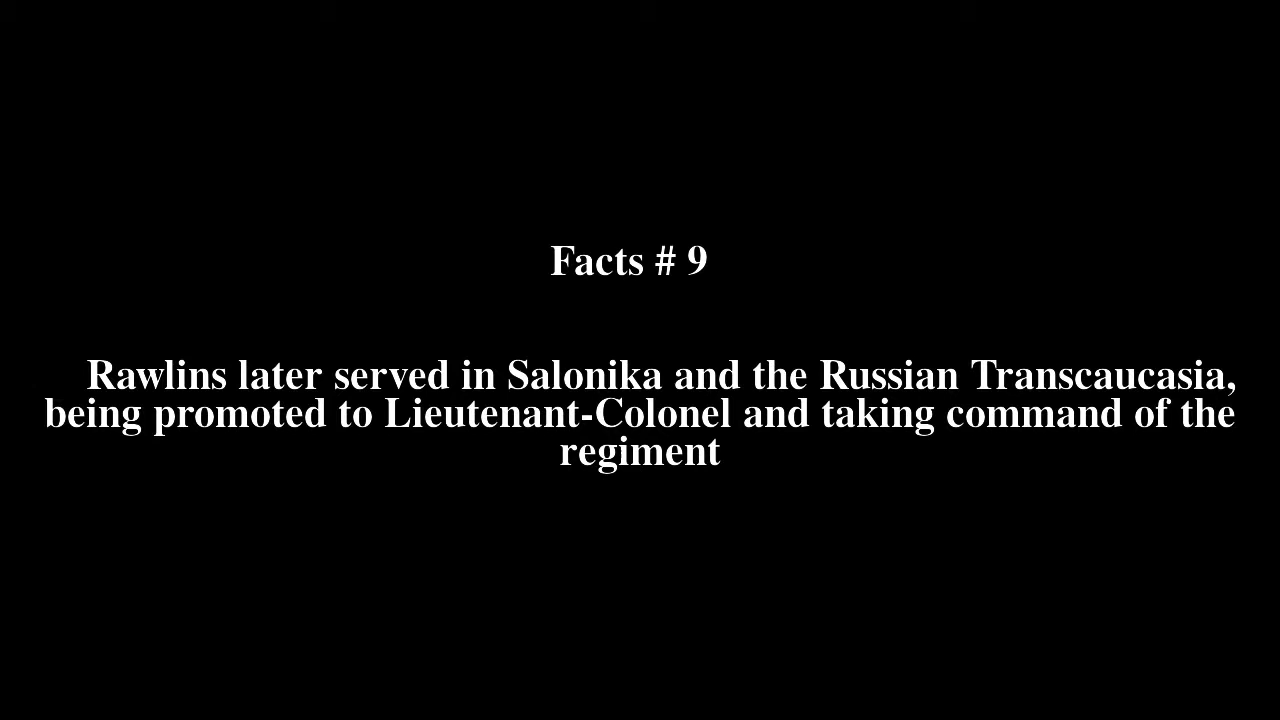 Facts # 9
Rawlins later served in Salonika and the Russian Transcaucasia,
being promoted to Lieutenant-Colonel and taking command of the
regiment